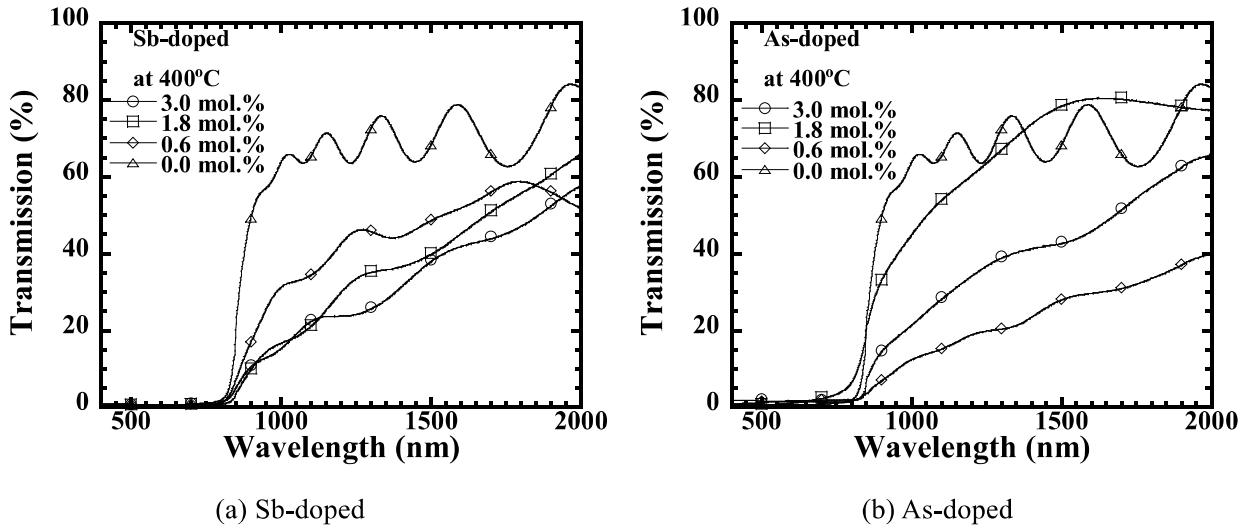 100
80
60
40
20
0
Transmission (%)
Sb-doped
at 400ºC
3.0 mol.%
1.8 mol.%
0.6 mol.%
0.0 mol.%
500 1000 1500 2000
Wavelength (nm)
(a) Sb-doped
100
80
60
40
20
0
Transmission (%)
As-doped
at 400ºC
3.0 mol.%
1.8 mol.%
0.6 mol.%
0.0 mol.%
500 1000 1500 2000
Wavelength (nm)
(b) As-doped